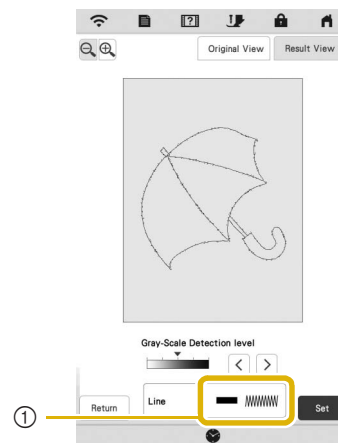 Original View
Result View
Gray-Scale Detection level
Return
Line
Set
①